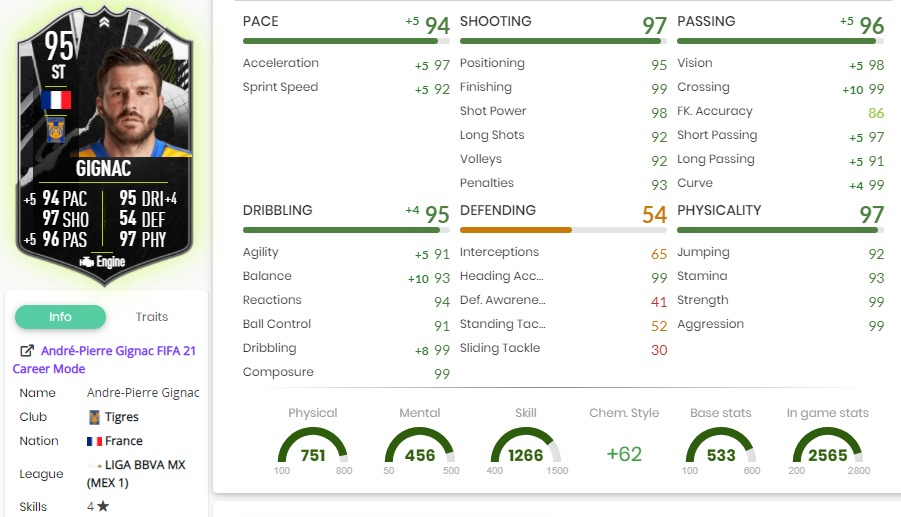 95
ST
GIGNAC
+5 94 PAC 95 DRI+4
97 SHO 54 DEF
+5 96 PAS 97 PHY
Engine
Info Traits
André-Pierre Gignac FIFA 21
Career Mode
Name Andre-Pierre Gignac
Club Tigres
Nation France
League LIGA BBVA MX
(MEX 1)
Skills 4★
PACE +5 94
Acceleration +5 97
Sprint Speed +5 92
SHOOTING 97
Positioning 95
Finishing 99
Shot Power 98
Long Shots 92
Volleys 92
Penalties 93
PASSING +5 96
Vision +5 98
Crossing +10 99
FK. Accuracy 86
Short Passing +5 97
Long Passing +5 91
Curve +4 99
DRIBBLING +4 95
Agility +5 91
Balance +10 93
Reactions 94
Ball Control 91
Dribbling +8 99
Composure 99
DEFENDING 54
Interceptions 65
Heading Acc... 99
Def. Awarene... 41
Standing Tac... 52
Sliding Tackle 30
PHYSICALITY 97
Jumping 92
Stamina 93
Strength 99
Aggression 99
Physical Mental Skill Chem. Style Base stats In game stats
751 456 1266 +62 533 2565
100 800 50 500 400 1500 100 600 200 2800